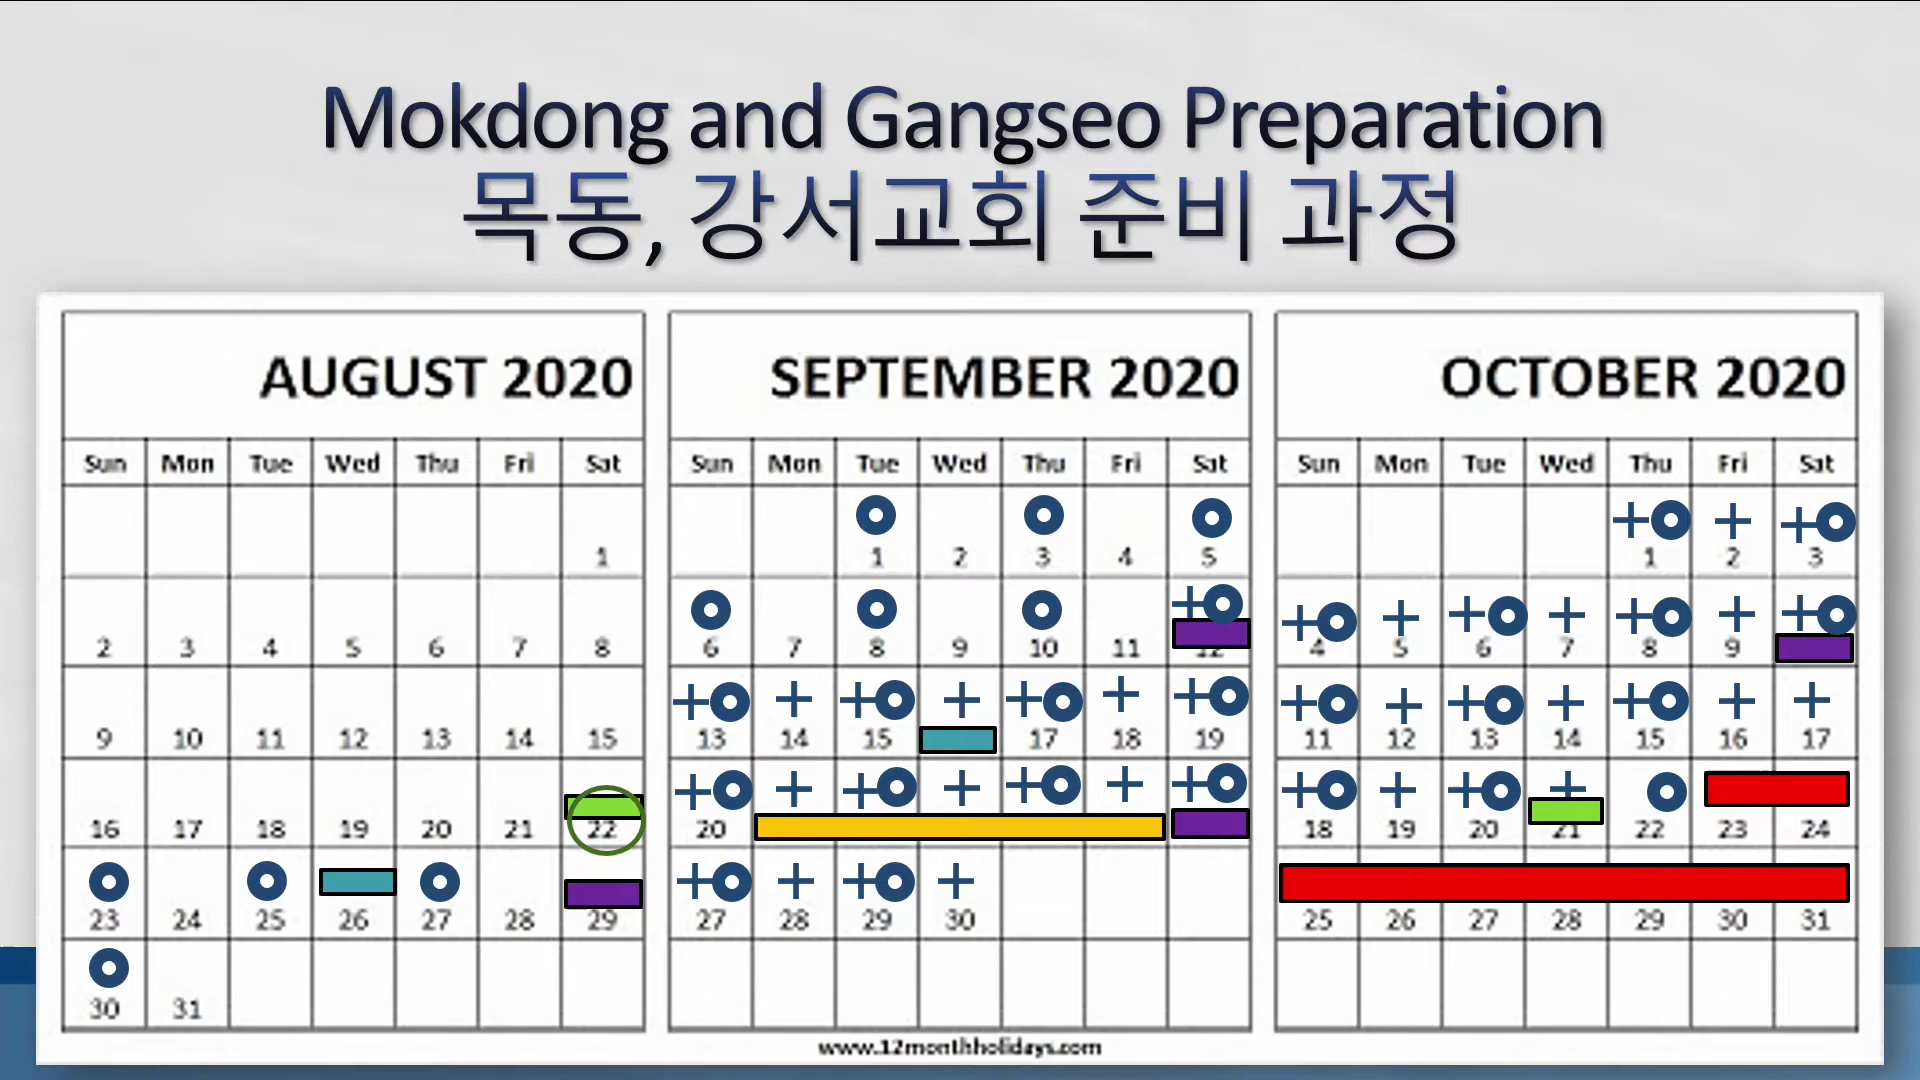 Mokdong and Gangseo Preparation
목동, 강서교회 준비 과정
AUGUST 2020
Sun Mon Tue Wed Thu Fri Sat
1
2 3 4 5 6 7 8
9 10 11 12 13 14 15
16 17 18 19 20 21 22
23 24 25 26 27 28 29
30 31
SEPTEMBER 2020
Sun Mon Tue Wed Thu Fri Sat
1 2 3 4 5
6 7 8 9 10 11 12
13 14 15 17 18 19
20
27 28 29 30
OCTOBER 2020
Sun Mon Tue Wed Thu Fri Sat
1 2 3
4 5 6 7 8 9
11 12 13 14 15 16 17
18 19 20 21 22 23 24
25 26 27 28 29 30 31
www.12monthholidays.com